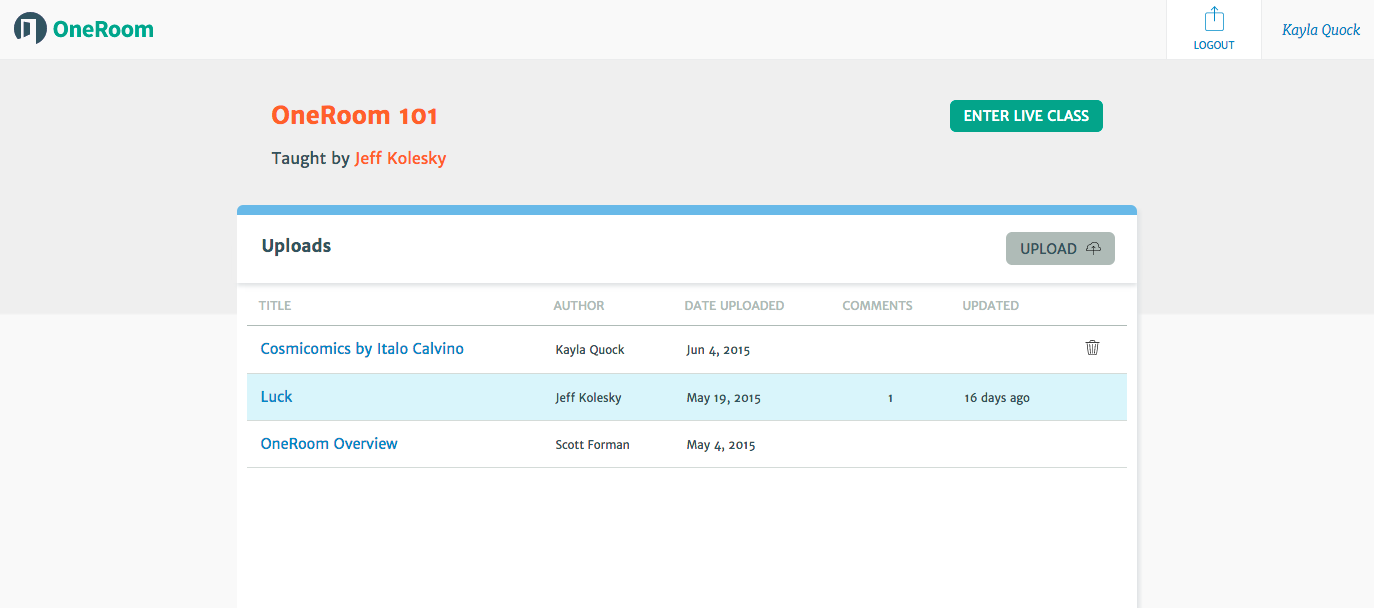 OneRoom
LOGOUT
Kayla Quock
OneRoom 101
ENTER LIVE CLASS
Taught by Jeff Kolesky
Uploads
UPLOAD
TITLE AUTHOR DATE UPLOADED COMMENTS UPDATED
Cosmicomics by Italo Calvino Kayla Quock Jun 4, 2015
Luck Jeff Kolesky May 19, 2015 1 16 days ago
OneRoom Overview Scott Forman May 4, 2015